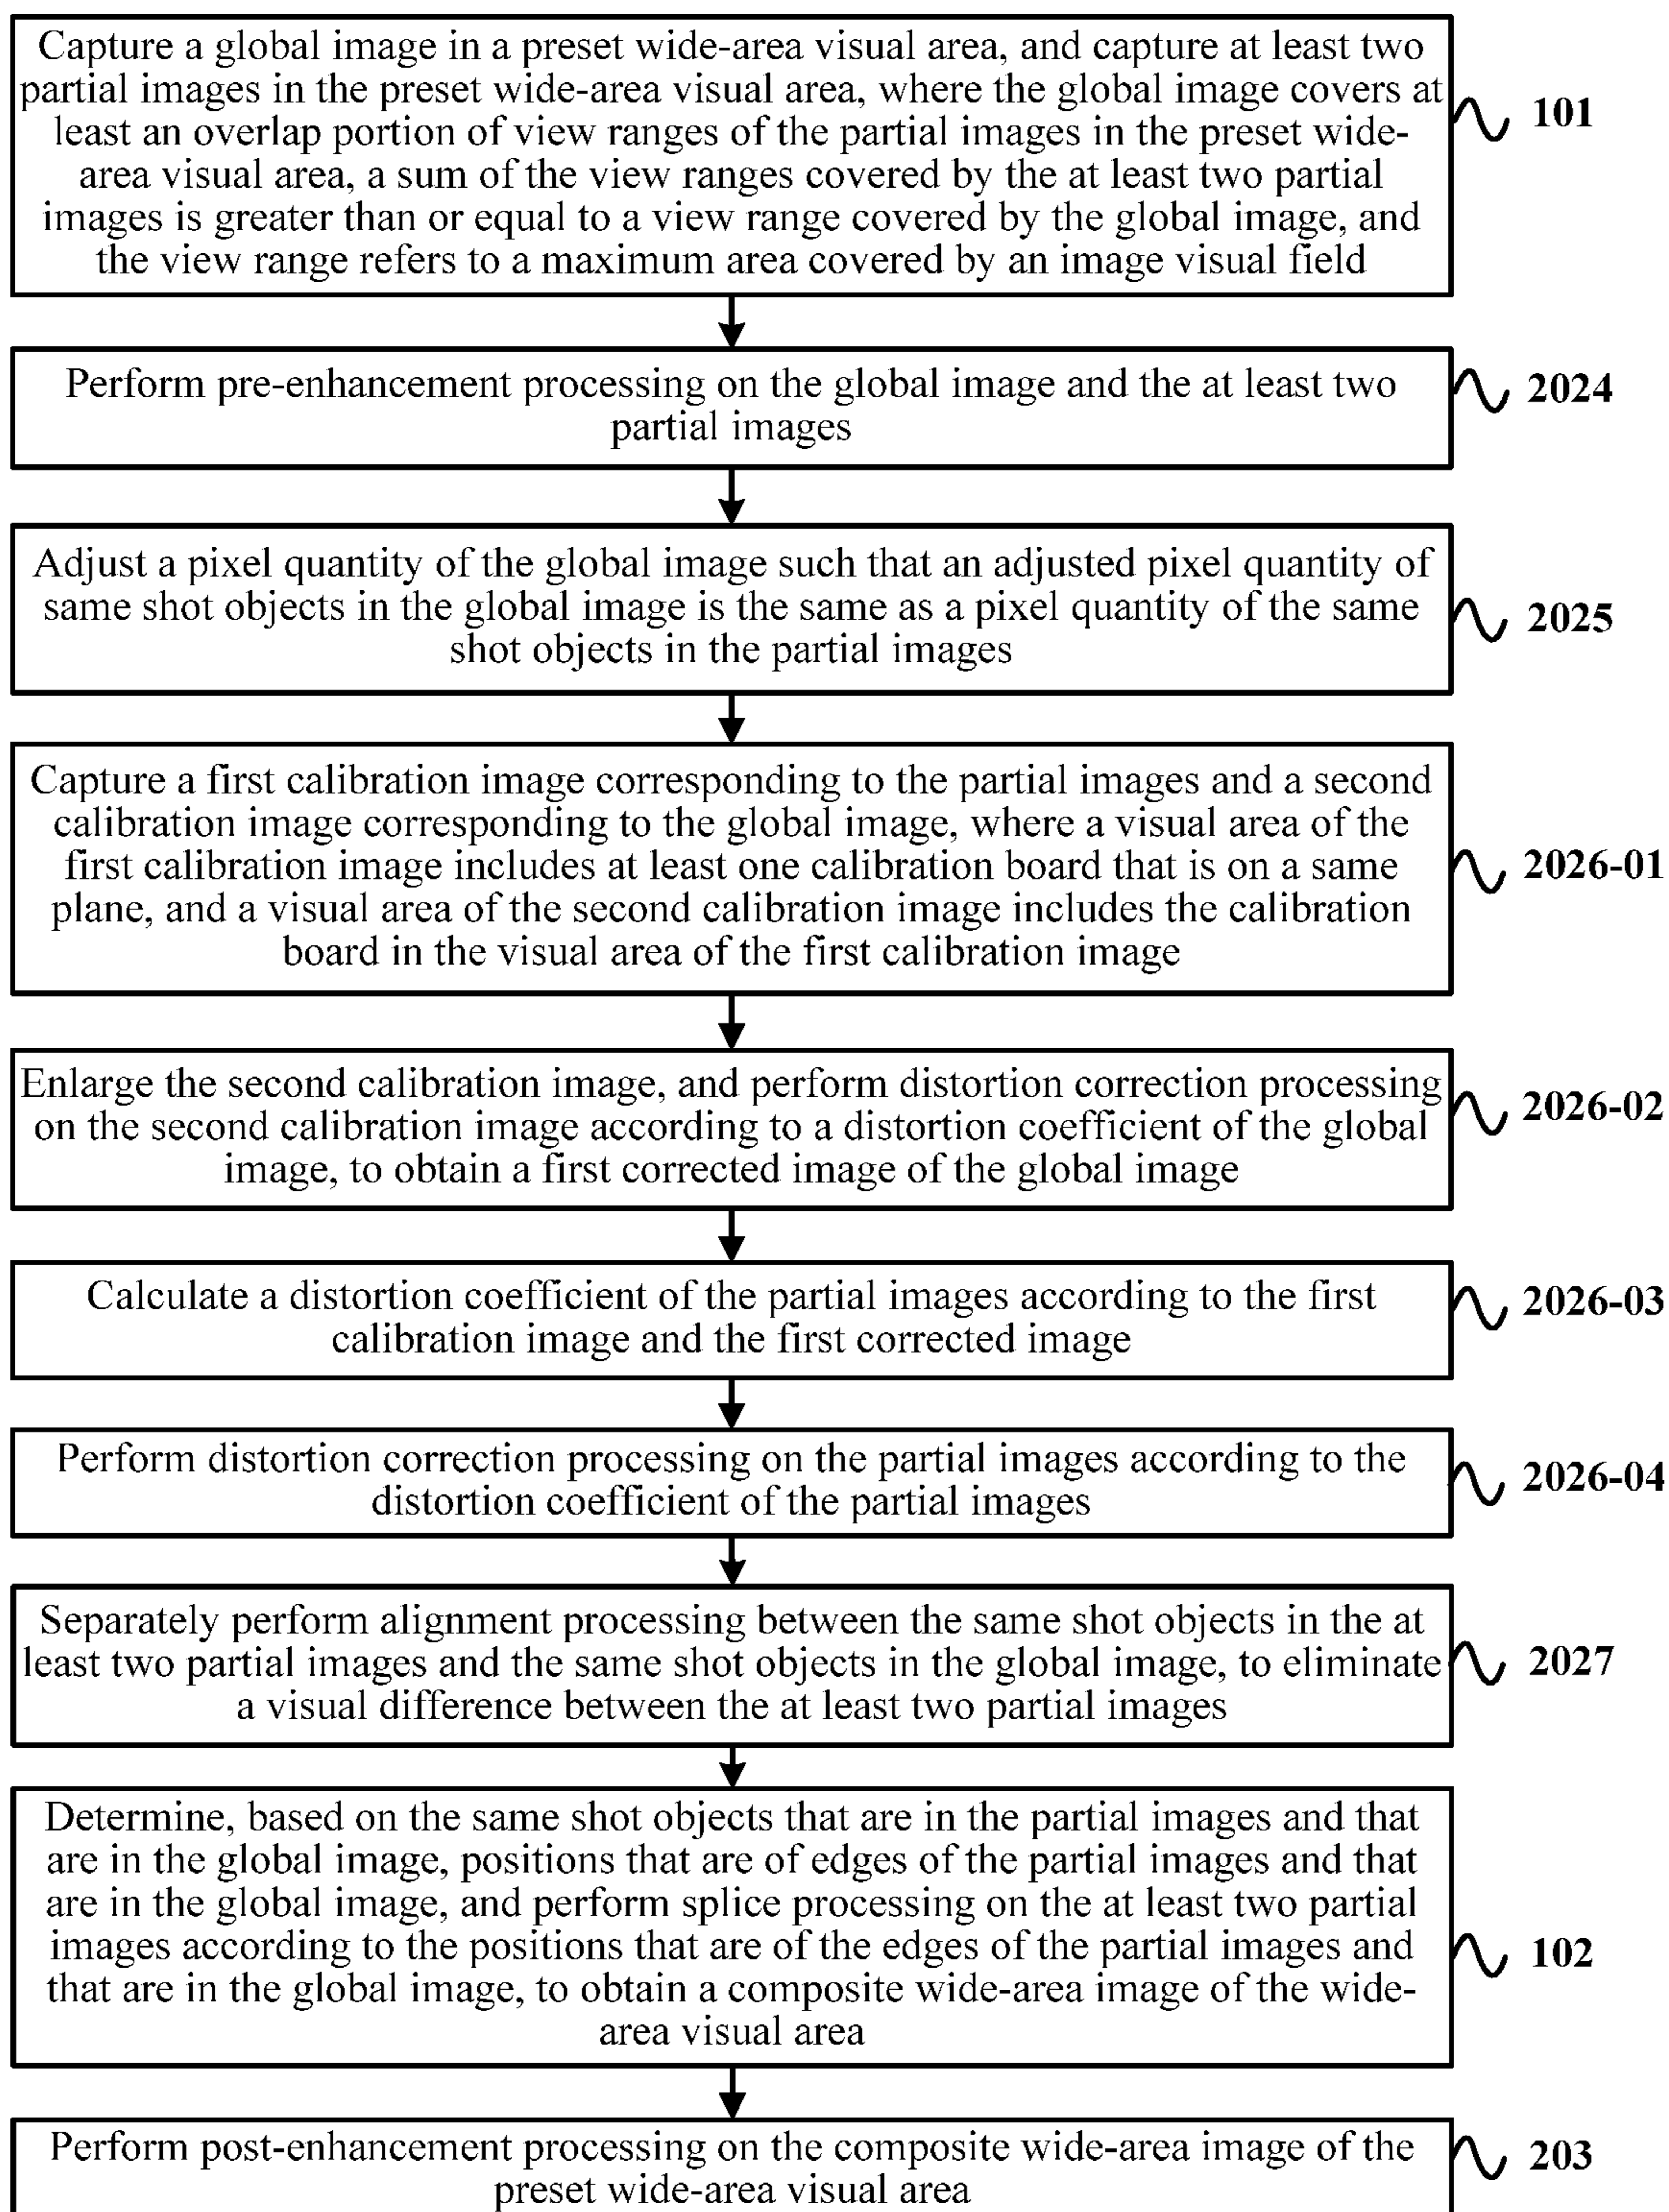 Capture a global image in a preset wide-area visual area, and capture at least two
partial images in the preset wide-area visual area, where the global image covers at
least an overlap portion of view ranges of the partial images in the preset wide-
area visual area, a sum of the view ranges covered by the at least two partial
images is greater than or equal to a view range covered by the global image, and
the view range refers to a maximum area covered by an image visual field
101
Perform pre-enhancement processing on the global image and the at least two
partial images
2024
Adjust a pixel quantity of the global image such that an adjusted pixel quantity of
same shot objects in the global image is the same as a pixel quantity of the same
shot objects in the partial images
2025
Capture a first calibration image corresponding to the partial images and a second
calibration image corresponding to the global image, where a visual area of the
first calibration image includes at least one calibration board that is on a same
plane, and a visual area of the second calibration image includes the calibration
board in the visual area of the first calibration image
2026-01
Enlarge the second calibration image, and perform distortion correction processing
on the second calibration image according to a distortion coefficient of the global
image, to obtain a first corrected image of the global image
2026-02
Calculate a distortion coefficient of the partial images according to the first
calibration image and the first corrected image
2026-03
Perform distortion correction processing on the partial images according to the
distortion coefficient of the partial images
2026-04
Separately perform alignment processing between the same shot objects in the at
least two partial images and the same shot objects in the global image, to eliminate
a visual difference between the at least two partial images
2027
Determine, based on the same shot objects that are in the partial images and that
are in the global image, positions that are of edges of the partial images and that
are in the global image, and perform splice processing on the at least two partial
images according to the positions that are of the edges of the partial images and
that are in the global image, to obtain a composite wide-area image of the wide-
area visual area
102
Perform post-enhancement processing on the composite wide-area image of the
preset wide-area visual area
203